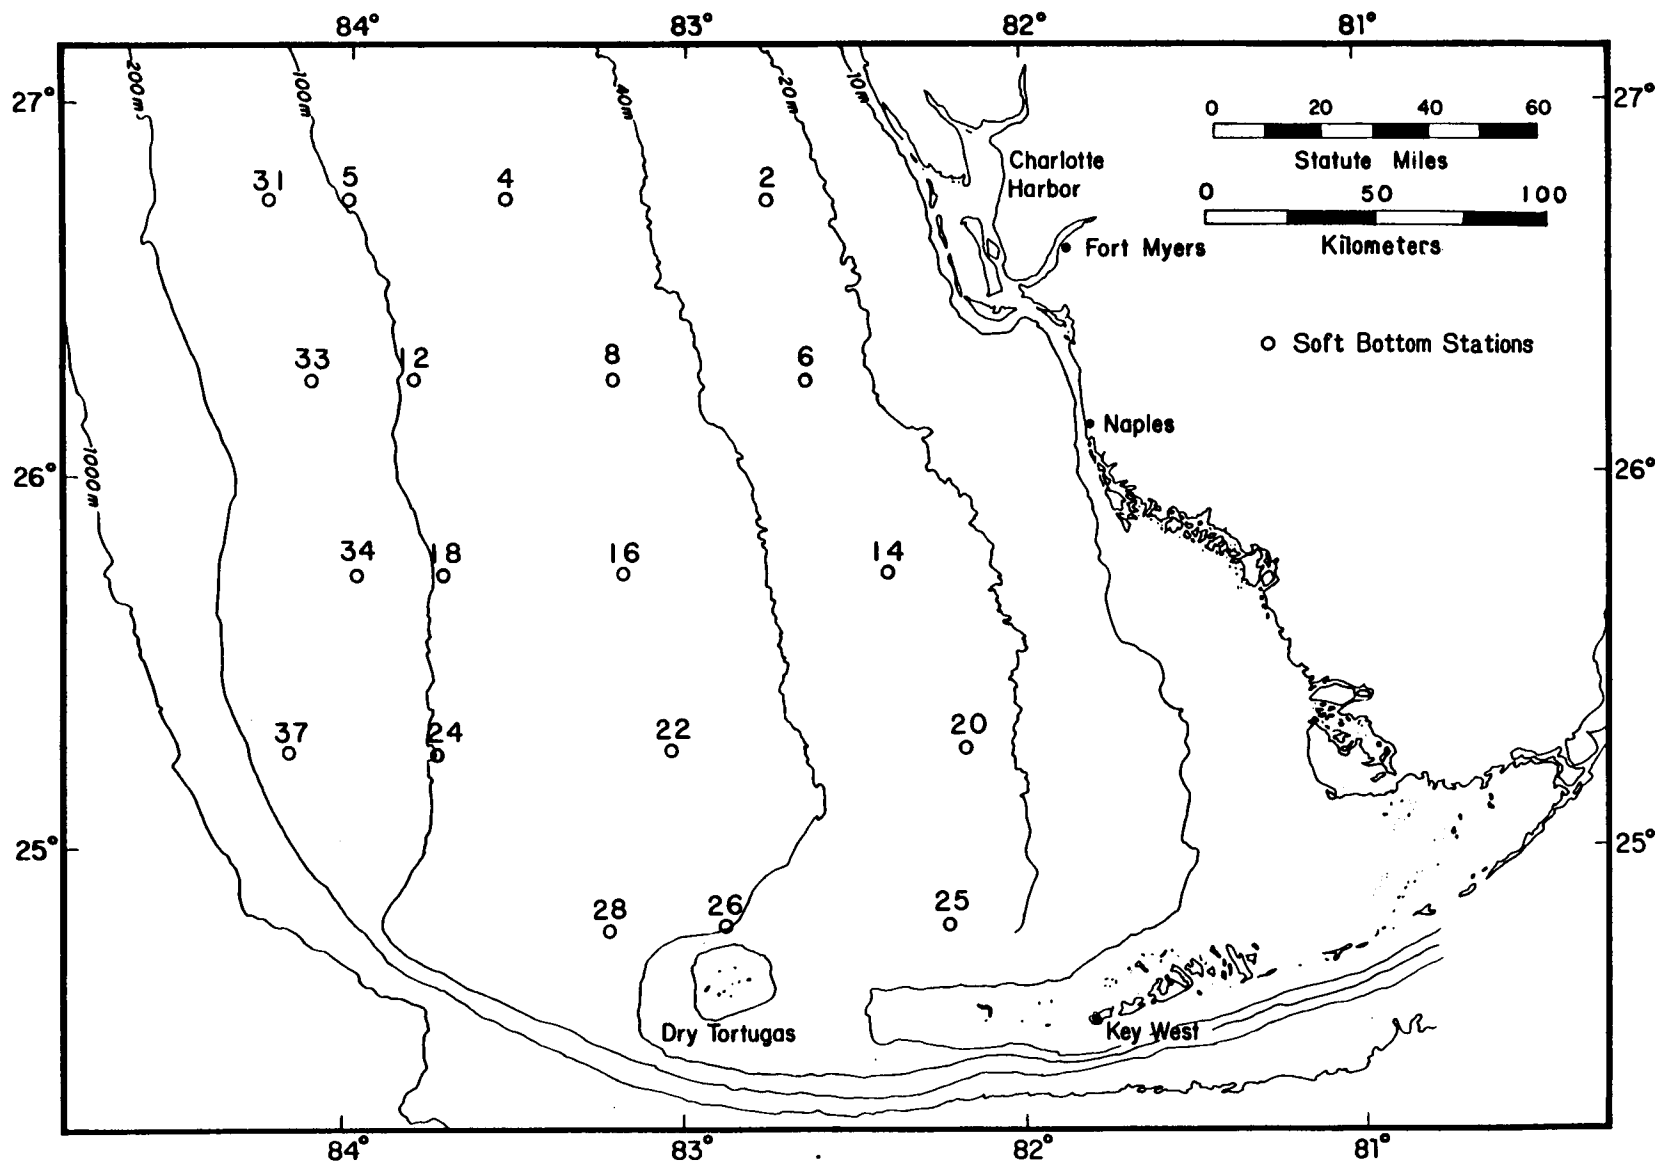 84° 83° 82° 81°
200m 100m 40m 20m 10m
27° 27°
0 20 40 60
Statute Miles
0 50 100
Kilometers
Charlotte
Harbor
31 5 4 2
Fort Myers
Soft Bottom Stations
33 12 8 6
Naples
1000m
26° 26°
34 18 16 14
37 24 22 20
25° 25°
28 26 25
Dry Tortugas
Key West
84° 83° 82° 81°